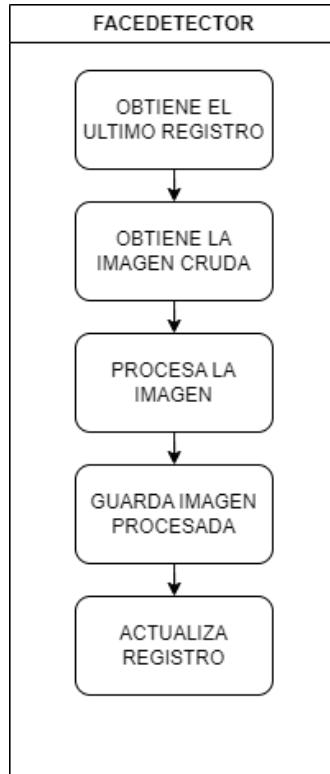 FACEDETECTOR
OBTIENE EL
ULTIMO REGISTRO
OBTIENE LA
IMAGEN CRUDA
PROCESA LA
IMAGEN
GUARDA IMAGEN
PROCESADA
ACTUALIZA
REGISTRO